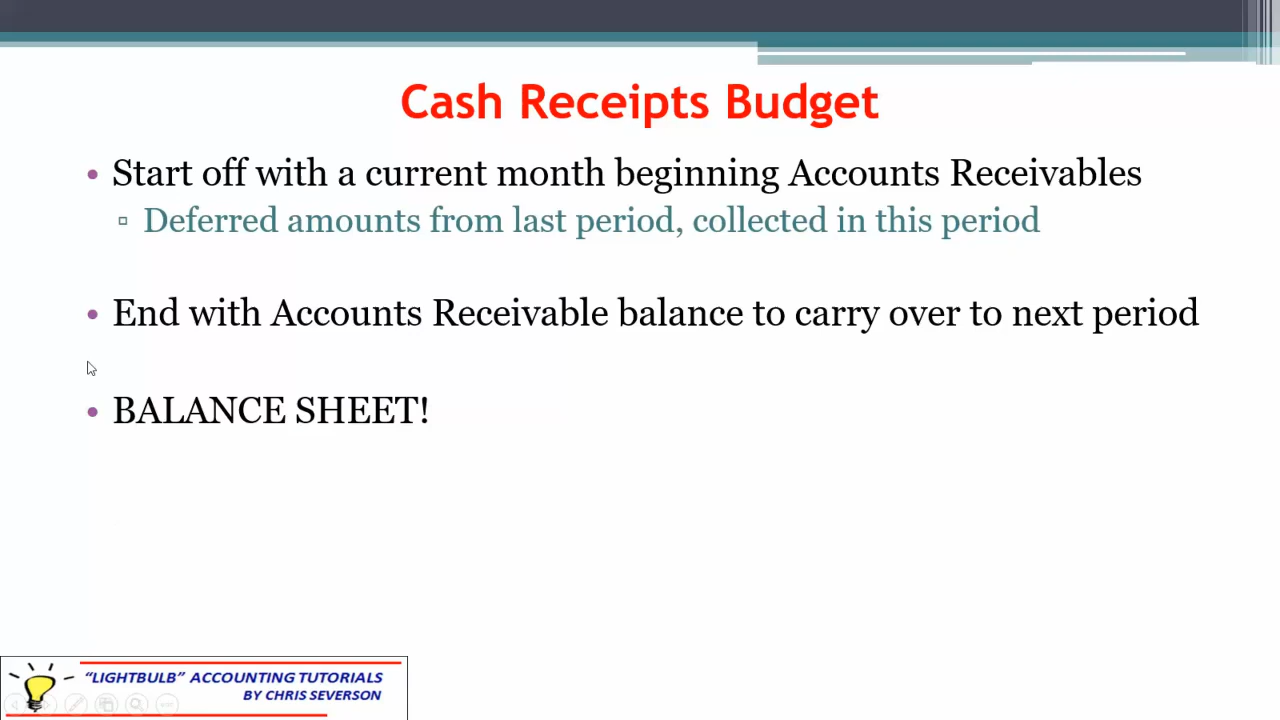 Cash Receipts Budget
• Start off with a current month beginning Accounts Receivables
▫ Deferred amounts from last period, collected in this period
• End with Accounts Receivable balance to carry over to next period
• BALANCE SHEET!
“LIGHTBULB” ACCOUNTING TUTORIALS
BY CHRIS SEVERSON